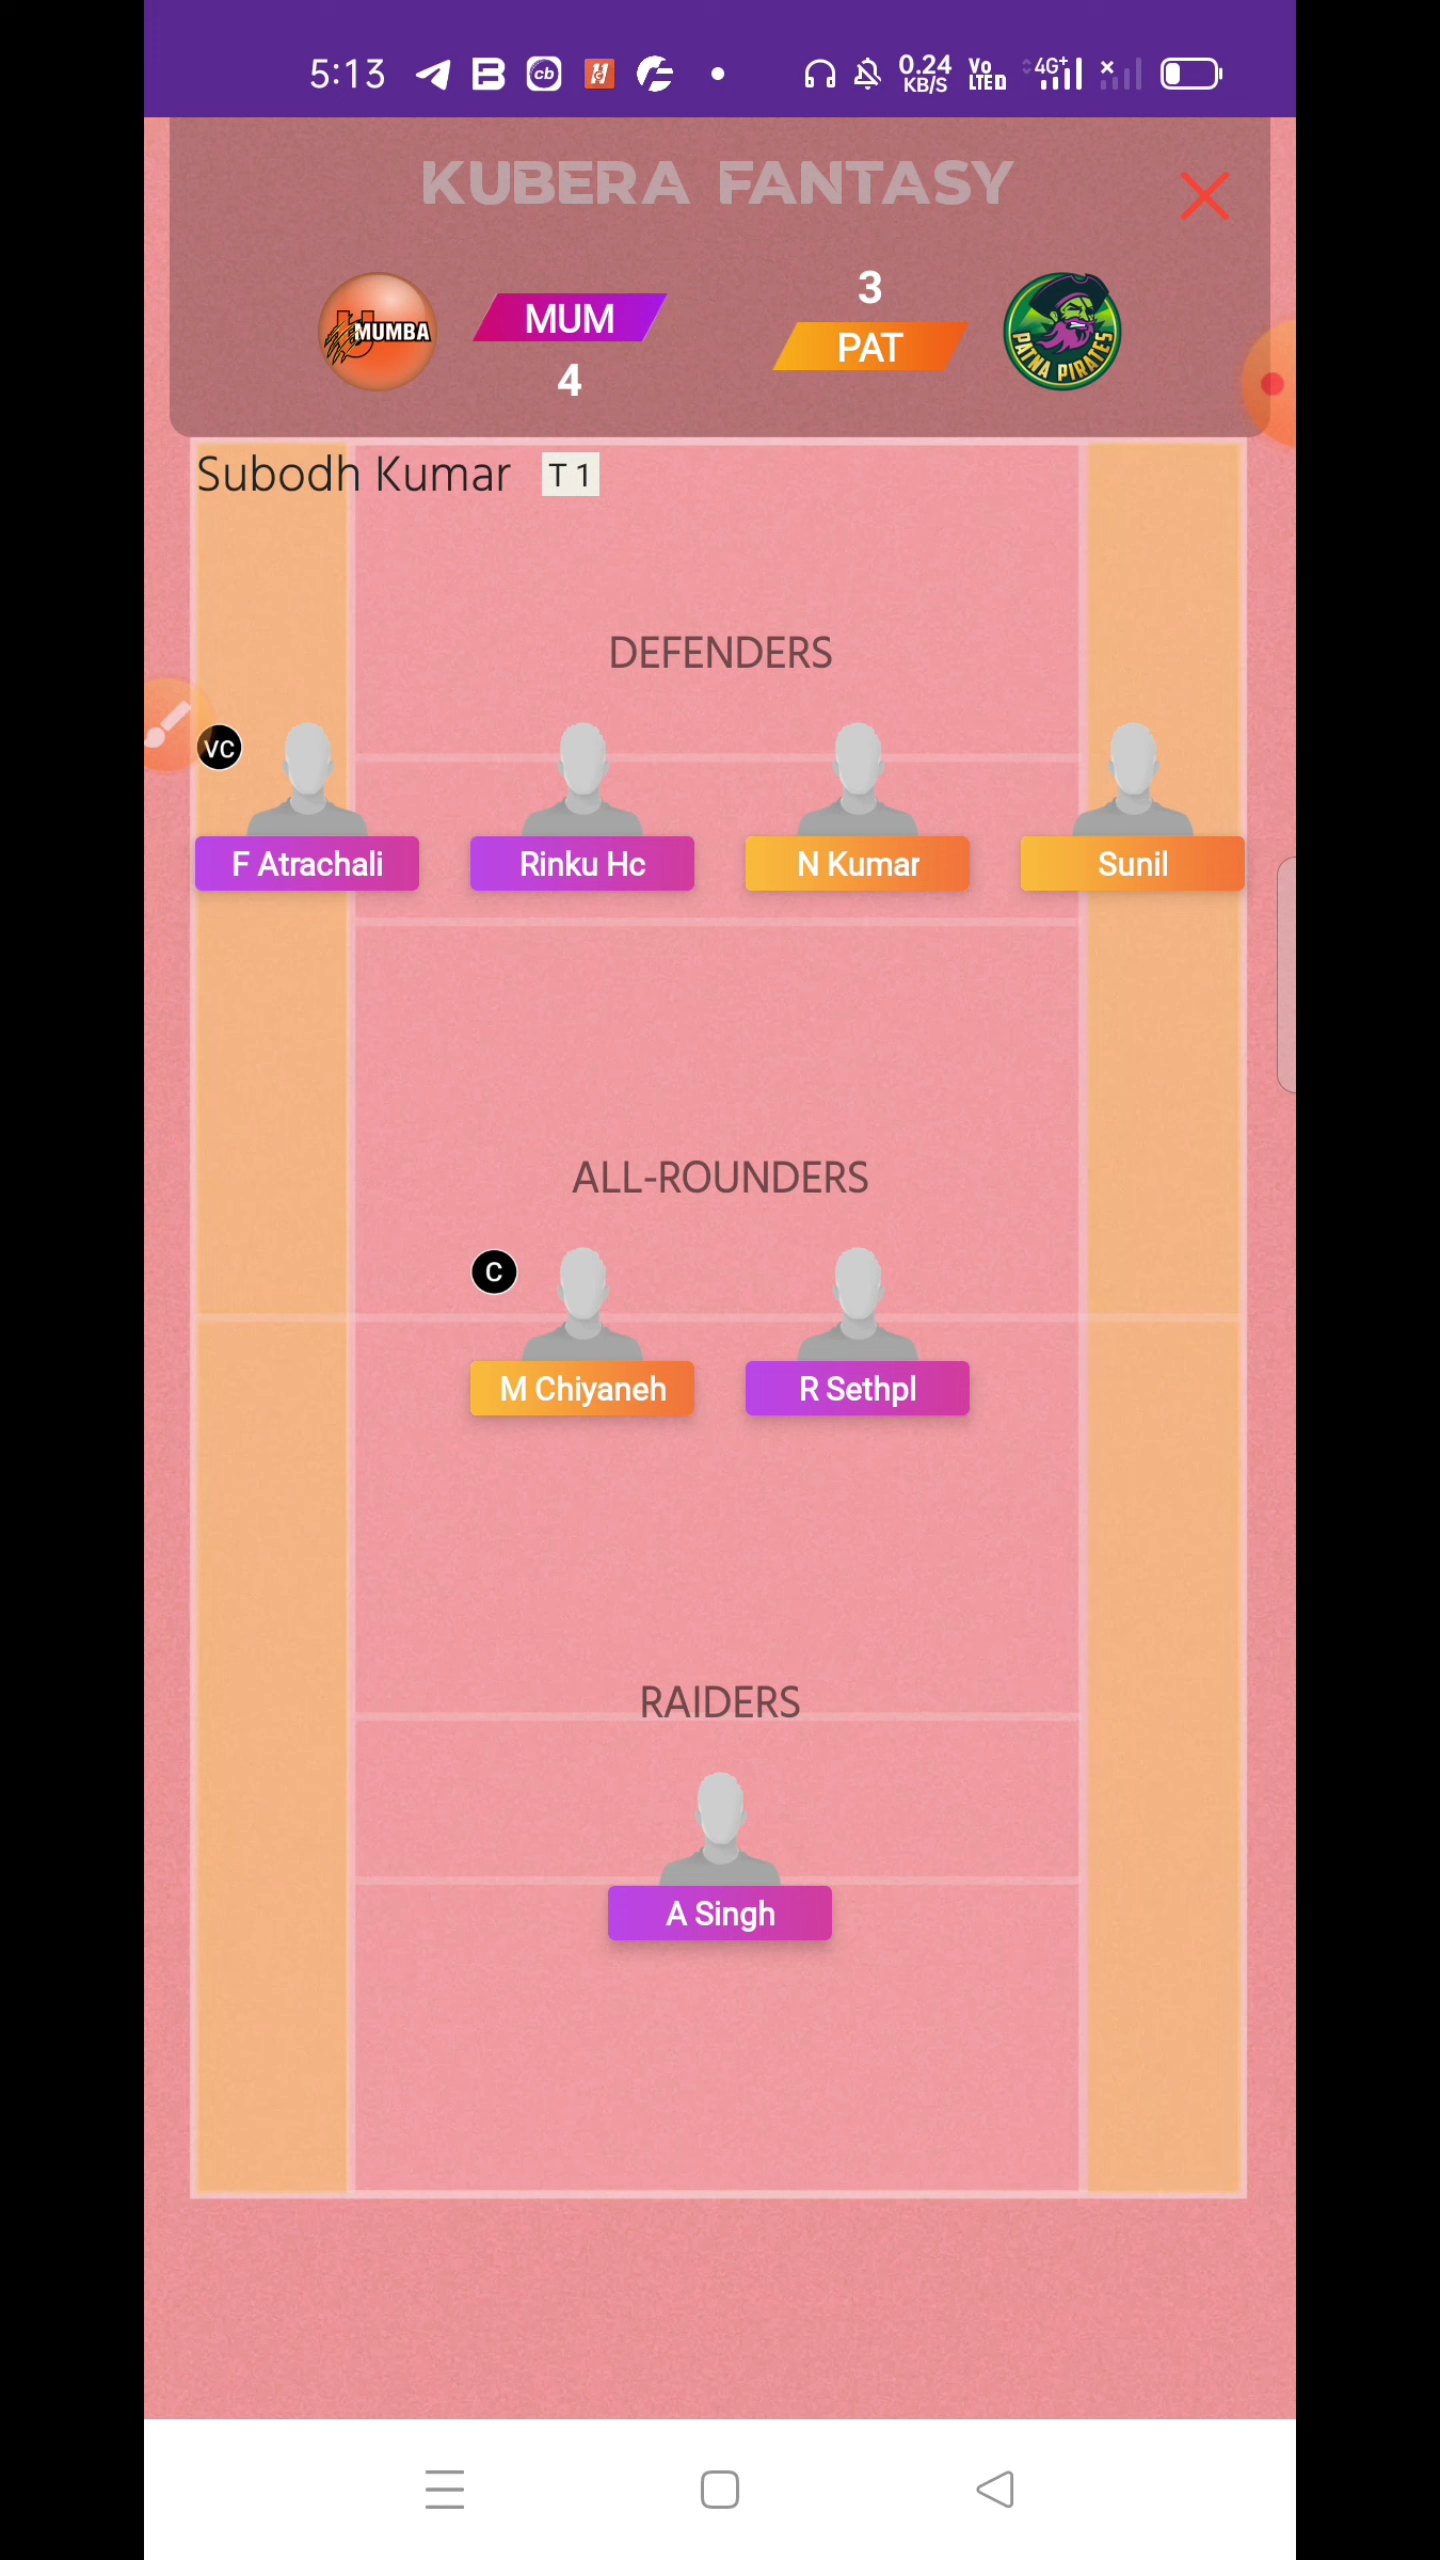 5:13 0.24 KB/S Vo LTE 4G+
KUBERA FANTASY
U MUMBA
MUM
4
3
PAT
PATNA PIRATES
Subodh Kumar T 1
DEFENDERS
VC
F Atrachali Rinku Hc N Kumar Sunil
ALL-ROUNDERS
C
M Chiyaneh R Sethpl
RAIDERS
A Singh